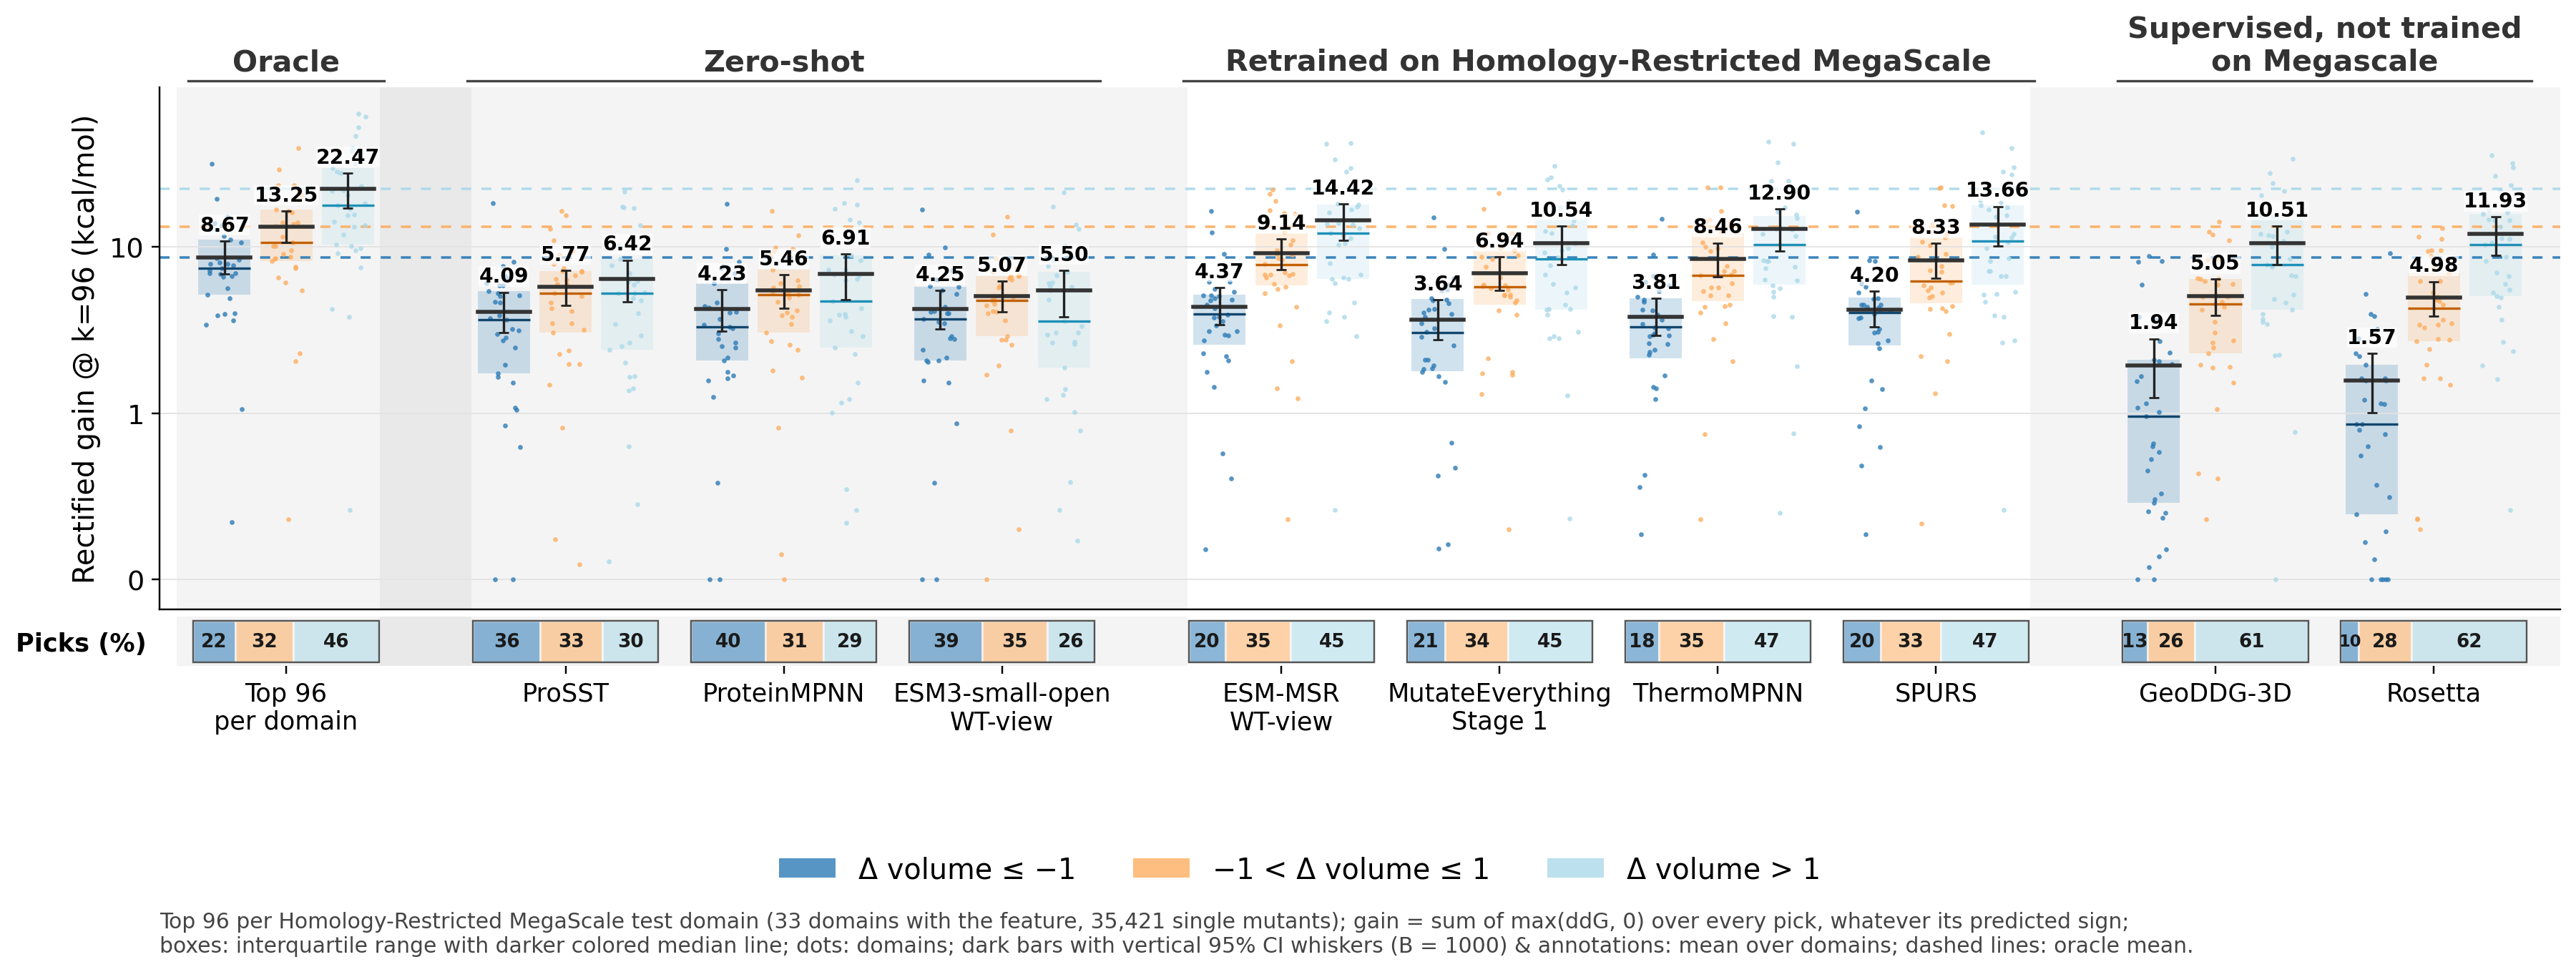 Oracle
Zero-shot
Retrained on Homology-Restricted MegaScale
Supervised, not trained
on Megascale
Rectified gain @ k=96 (kcal/mol)
10
1
0
8.67
13.25
22.47
4.09
5.77
6.42
4.23
5.46
6.91
4.25
5.07
5.50
4.37
9.14
14.42
3.64
6.94
10.54
3.81
8.46
12.90
4.20
8.33
13.66
1.94
5.05
10.51
1.57
4.98
11.93
Picks (%)
22 32 46
36 33 30
40 31 29
39 35 26
20 35 45
21 34 45
18 35 47
20 33 47
13 26 61
10 28 62
Top 96
per domain
ProSST
ProteinMPNN
ESM3-small-open
WT-view
ESM-MSR
WT-view
MutateEverything
Stage 1
ThermoMPNN
SPURS
GeoDDG-3D
Rosetta
Δ volume ≤ −1
−1 < Δ volume ≤ 1
Δ volume > 1
Top 96 per Homology-Restricted MegaScale test domain (33 domains with the feature, 35,421 single mutants); gain = sum of max(ddG, 0) over every pick, whatever its predicted sign;
boxes: interquartile range with darker colored median line; dots: domains; dark bars with vertical 95% CI whiskers (B = 1000) & annotations: mean over domains; dashed lines: oracle mean.